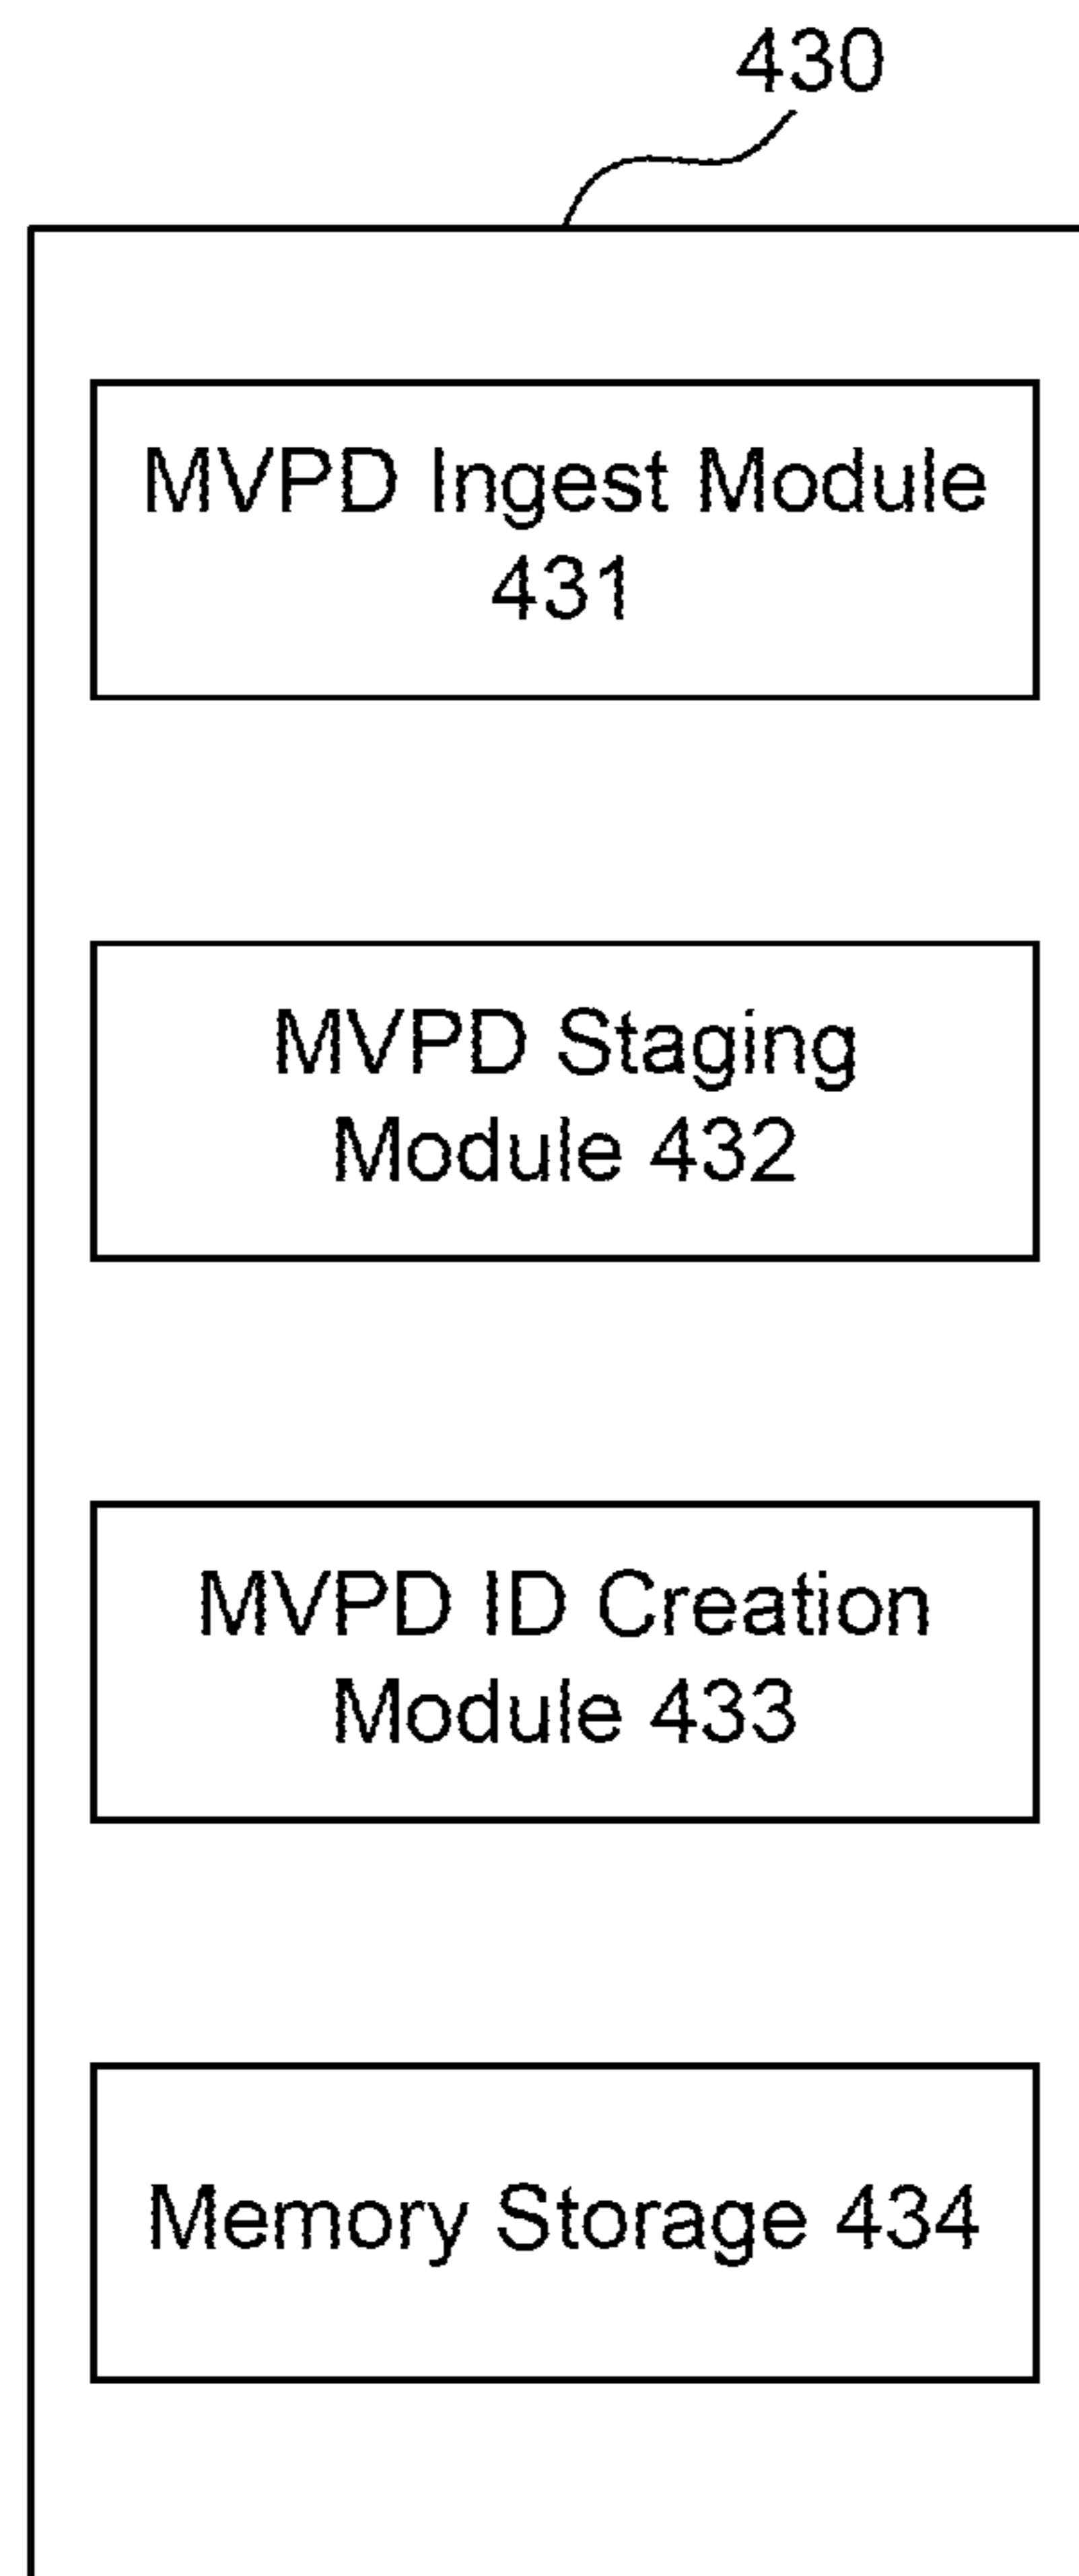 430
MVPD Ingest Module
431
MVPD Staging
Module 432
MVPD ID Creation
Module 433
Memory Storage 434